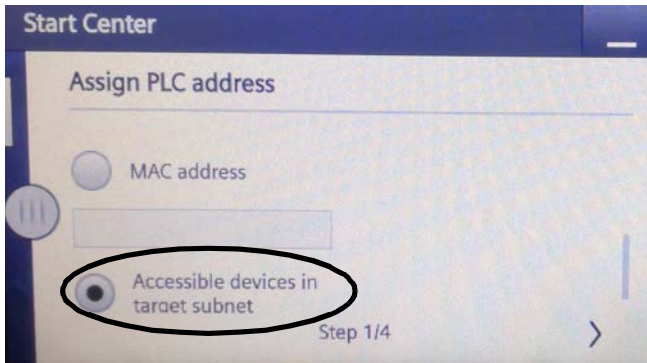 Start Center
Assign PLC address
MAC address
Accessible devices in
target subnet
Step 1/4